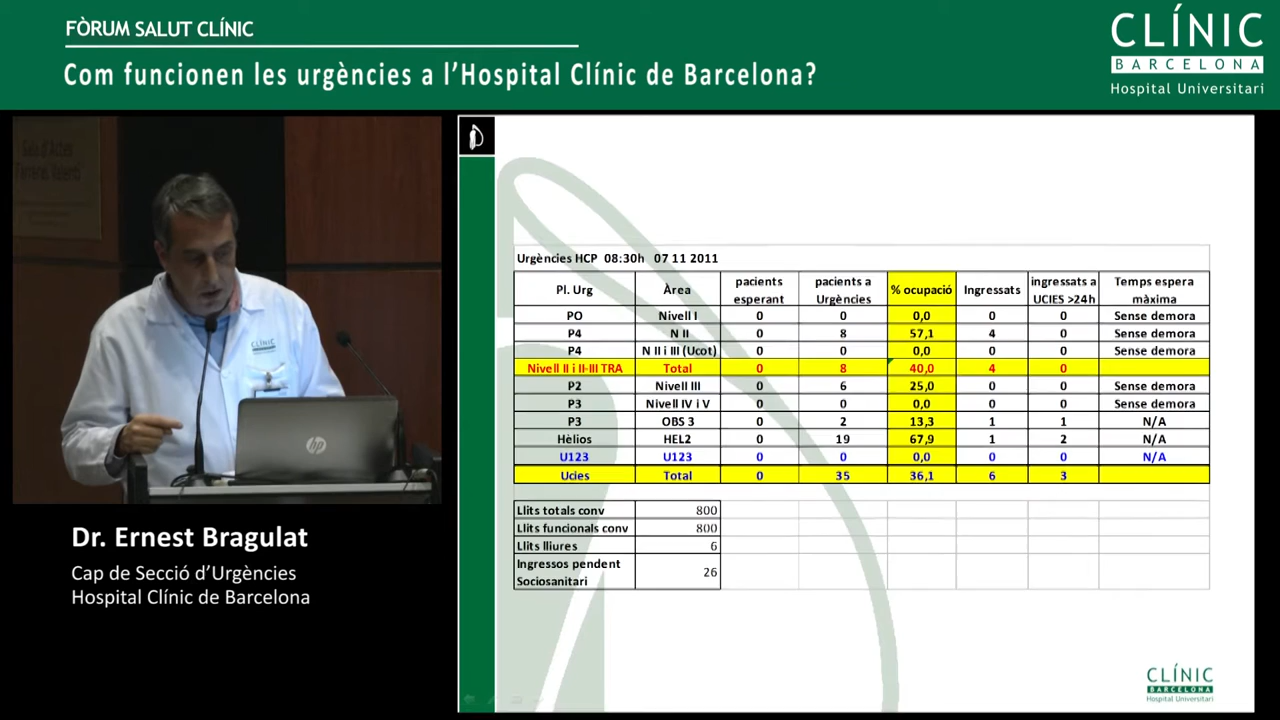 FÒRUM SALUT CLÍNIC
Com funcionen les urgències a l'Hospital Clínic de Barcelona?
CLÍNIC
BARCELONA
Hospital Universitari
Sala d'Actes
Farreras Valentí
CLÍNIC
hp
Dr. Ernest Bragulat
Cap de Secció d'Urgències
Hospital Clínic de Barcelona
Urgències HCP 08:30h 07 11 2011
Pl. Urg Àrea pacients esperant pacients a Urgències % ocupació Ingressats ingressats a UCIES >24h Temps espera màxima
PO Nivell I 0 0 0,0 0 0 Sense demora
P4 N II 0 8 57,1 4 0 Sense demora
P4 N II i III (Ucot) 0 0 0,0 0 0 Sense demora
Nivell II i II-III TRA Total 0 8 40,0 4 0
P2 Nivell III 0 6 25,0 0 0 Sense demora
P3 Nivell IV i V 0 0 0,0 0 0 Sense demora
P3 OBS 3 0 2 13,3 1 1 N/A
Hèlios HEL2 0 19 67,9 1 2 N/A
U123 U123 0 0 0,0 0 0 N/A
Ucies Total 0 35 36,1 6 3
Llits totals conv 800
Llits funcionals conv 800
Llits lliures 6
Ingressos pendent Sociosanitari 26
CLÍNIC
BARCELONA
Hospital Universitari